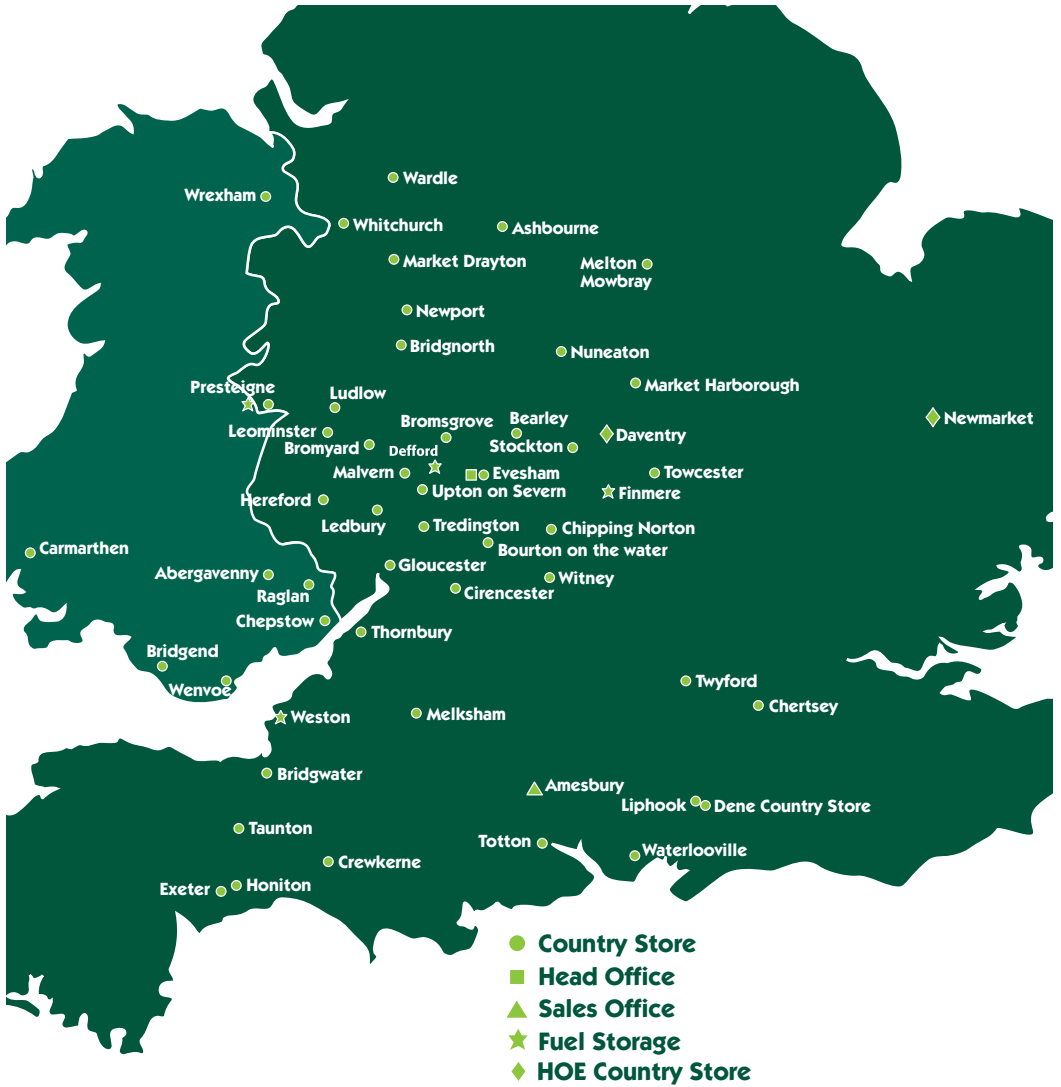 Wardle
Wrexham
Whitchurch
Ashbourne
Market Drayton
Melton
Mowbray
Newport
Bridgnorth
Nuneaton
Presteigne
Ludlow
Market Harborough
Newmarket
Bromsgrove
Bearley
Leominster
Daventry
Bromyard
Defford
Stockton
Malvern
Evesham
Towcester
Upton on Severn
Finmere
Hereford
Ledbury
Tredington
Chipping Norton
Carmarthen
Bourton on the water
Gloucester
Abergavenny
Witney
Raglan
Cirencester
Chepstow
Thornbury
Bridgend
Wenvoe
Twyford
Chertsey
Weston
Melksham
Bridgwater
Amesbury
Liphook
Dene Country Store
Taunton
Totton
Waterlooville
Crewkerne
Exeter
Honiton
Country Store
Head Office
Sales Office
Fuel Storage
HOE Country Store